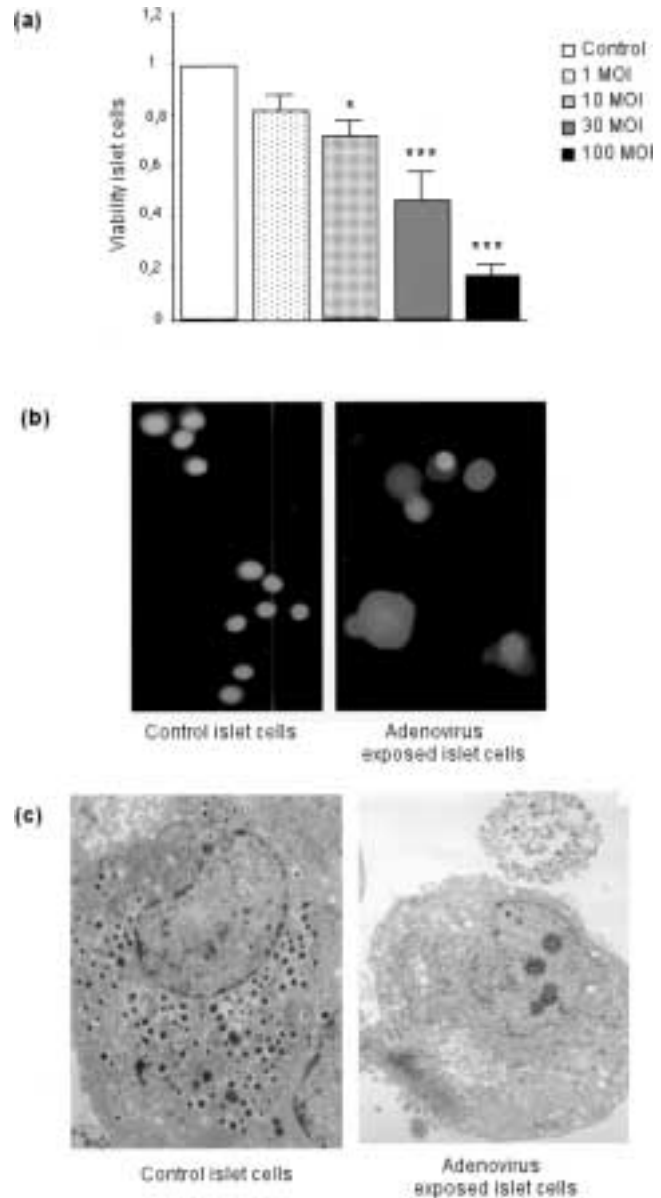 (a)
1,2
1
0,8
0,6
0,4
0,2
0
Viability islet cells
*
***
***
Control
1 MOI
10 MOI
30 MOI
100 MOI
(b)
Control islet cells
Adenovirus
exposed islet cells
(c)
Control islet cells
Adenovirus
exposed islet cells